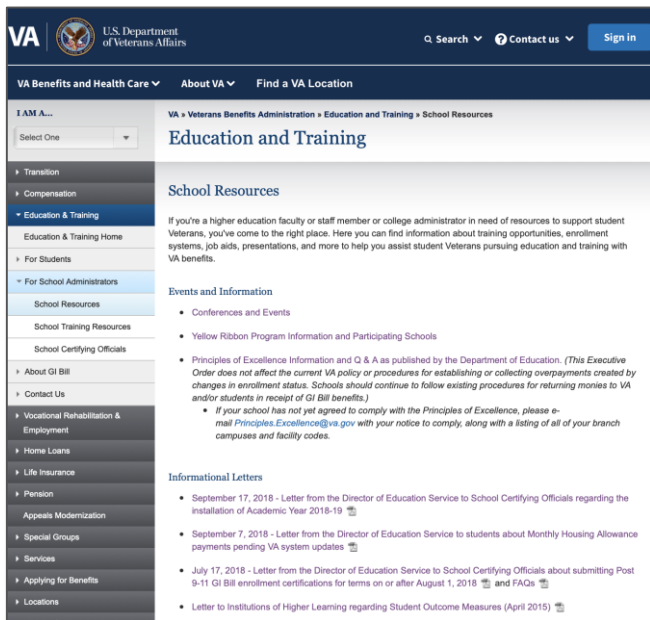 VA
U.S. Department
of Veterans Affairs
Search
Contact us
Sign in
VA Benefits and Health Care
About VA
Find a VA Location
I AM A...
Select One
Transition
Compensation
Education & Training
Education & Training Home
For Students
For School Administrators
School Resources
School Training Resources
School Certifying Officials
About GI Bill
Contact Us
Vocational Rehabilitation &
Employment
Home Loans
Life Insurance
Pension
Appeals Modernization
Special Groups
Services
Applying for Benefits
Locations
VA » Veterans Benefits Administration » Education and Training » School Resources
Education and Training
School Resources
If you're a higher education faculty or staff member or college administrator in need of resources to support student
Veterans, you've come to the right place. Here you can find information about training opportunities, enrollment
systems, job aids, presentations, and more to help you assist student Veterans pursuing education and training with
VA benefits.
Events and Information
• Conferences and Events
• Yellow Ribbon Program Information and Participating Schools
• Principles of Excellence Information and Q & A as published by the Department of Education. (This Executive
Order does not affect the current VA policy or procedures for establishing or collecting overpayments created by
changes in enrollment status. Schools should continue to follow existing procedures for returning monies to VA
and/or students in receipt of GI Bill benefits.)
• If your school has not yet agreed to comply with the Principles of Excellence, please e-
mail Principles.Excellence@va.gov with your notice to comply, along with a listing of all of your branch
campuses and facility codes.
Informational Letters
• September 17, 2018 - Letter from the Director of Education Service to School Certifying Officials regarding the
installation of Academic Year 2018-19
• September 7, 2018 - Letter from the Director of Education Service to students about Monthly Housing Allowance
payments pending VA system updates
• July 17, 2018 - Letter from the Director of Education Service to School Certifying Officials about submitting Post
9-11 GI Bill enrollment certifications for terms on or after August 1, 2018 and FAQs
• Letter to Institutions of Higher Learning regarding Student Outcome Measures (April 2015)